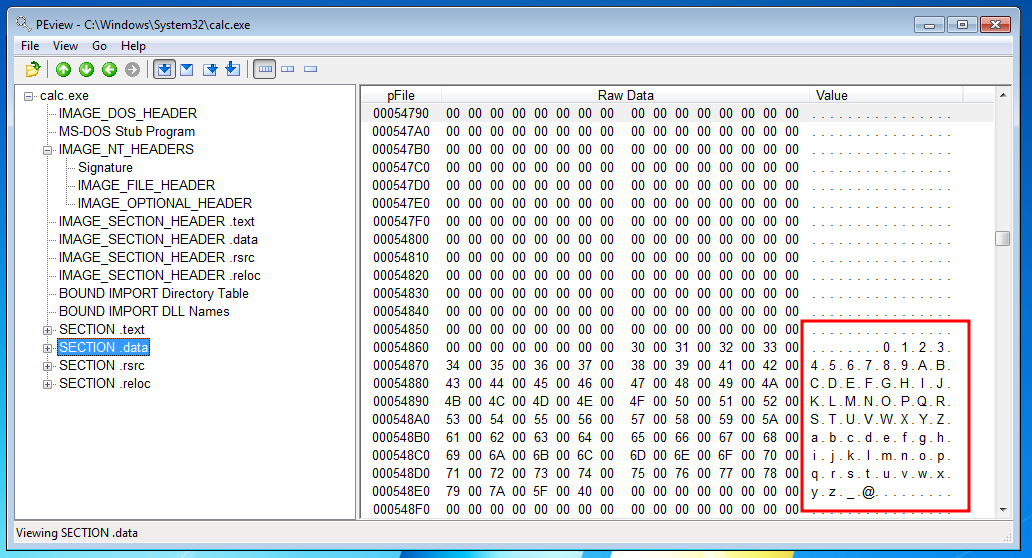 PEview - C:\Windows\System32\calc.exe
File View Go Help
calc.exe
IMAGE_DOS_HEADER
MS-DOS Stub Program
IMAGE_NT_HEADERS
Signature
IMAGE_FILE_HEADER
IMAGE_OPTIONAL_HEADER
IMAGE_SECTION_HEADER .text
IMAGE_SECTION_HEADER .data
IMAGE_SECTION_HEADER .rsrc
IMAGE_SECTION_HEADER .reloc
BOUND IMPORT Directory Table
BOUND IMPORT DLL Names
SECTION .text
SECTION .data
SECTION .rsrc
SECTION .reloc
pFile Raw Data Value
00054790 00 00 00 00 00 00 00 00 00 00 00 00 00 00 00 00 . . . . . . . . . . . . . . . .
000547A0 00 00 00 00 00 00 00 00 00 00 00 00 00 00 00 00 . . . . . . . . . . . . . . . .
000547B0 00 00 00 00 00 00 00 00 00 00 00 00 00 00 00 00 . . . . . . . . . . . . . . . .
000547C0 00 00 00 00 00 00 00 00 00 00 00 00 00 00 00 00 . . . . . . . . . . . . . . . .
000547D0 00 00 00 00 00 00 00 00 00 00 00 00 00 00 00 00 . . . . . . . . . . . . . . . .
000547E0 00 00 00 00 00 00 00 00 00 00 00 00 00 00 00 00 . . . . . . . . . . . . . . . .
000547F0 00 00 00 00 00 00 00 00 00 00 00 00 00 00 00 00 . . . . . . . . . . . . . . . .
00054800 00 00 00 00 00 00 00 00 00 00 00 00 00 00 00 00 . . . . . . . . . . . . . . . .
00054810 00 00 00 00 00 00 00 00 00 00 00 00 00 00 00 00 . . . . . . . . . . . . . . . .
00054820 00 00 00 00 00 00 00 00 00 00 00 00 00 00 00 00 . . . . . . . . . . . . . . . .
00054830 00 00 00 00 00 00 00 00 00 00 00 00 00 00 00 00 . . . . . . . . . . . . . . . .
00054840 00 00 00 00 00 00 00 00 00 00 00 00 00 00 00 00 . . . . . . . . . . . . . . . .
00054850 00 00 00 00 00 00 00 00 00 00 00 00 00 00 00 00 . . . . . . . . . . . . . . . .
00054860 00 00 00 00 00 00 00 00 30 00 31 00 32 00 33 00 . . . . . . . . 0 . 1 . 2 . 3 .
00054870 34 00 35 00 36 00 37 00 38 00 39 00 41 00 42 00 4 . 5 . 6 . 7 . 8 . 9 . A . B .
00054880 43 00 44 00 45 00 46 00 47 00 48 00 49 00 4A 00 C . D . E . F . G . H . I . J .
00054890 4B 00 4C 00 4D 00 4E 00 4F 00 50 00 51 00 52 00 K . L . M . N . O . P . Q . R .
000548A0 53 00 54 00 55 00 56 00 57 00 58 00 59 00 5A 00 S . T . U . V . W . X . Y . Z .
000548B0 61 00 62 00 63 00 64 00 65 00 66 00 67 00 68 00 a . b . c . d . e . f . g . h .
000548C0 69 00 6A 00 6B 00 6C 00 6D 00 6E 00 6F 00 70 00 i . j . k . l . m . n . o . p .
000548D0 71 00 72 00 73 00 74 00 75 00 76 00 77 00 78 00 q . r . s . t . u . v . w . x .
000548E0 79 00 7A 00 5F 00 40 00 00 00 00 00 00 00 00 00 y . z . _ . @ . . . . . . . . .
000548F0 00 00 00 00 00 00 00 00 00 00 00 00 00 00 00 00 . . . . . . . . . . . . . . . .
Viewing SECTION .data